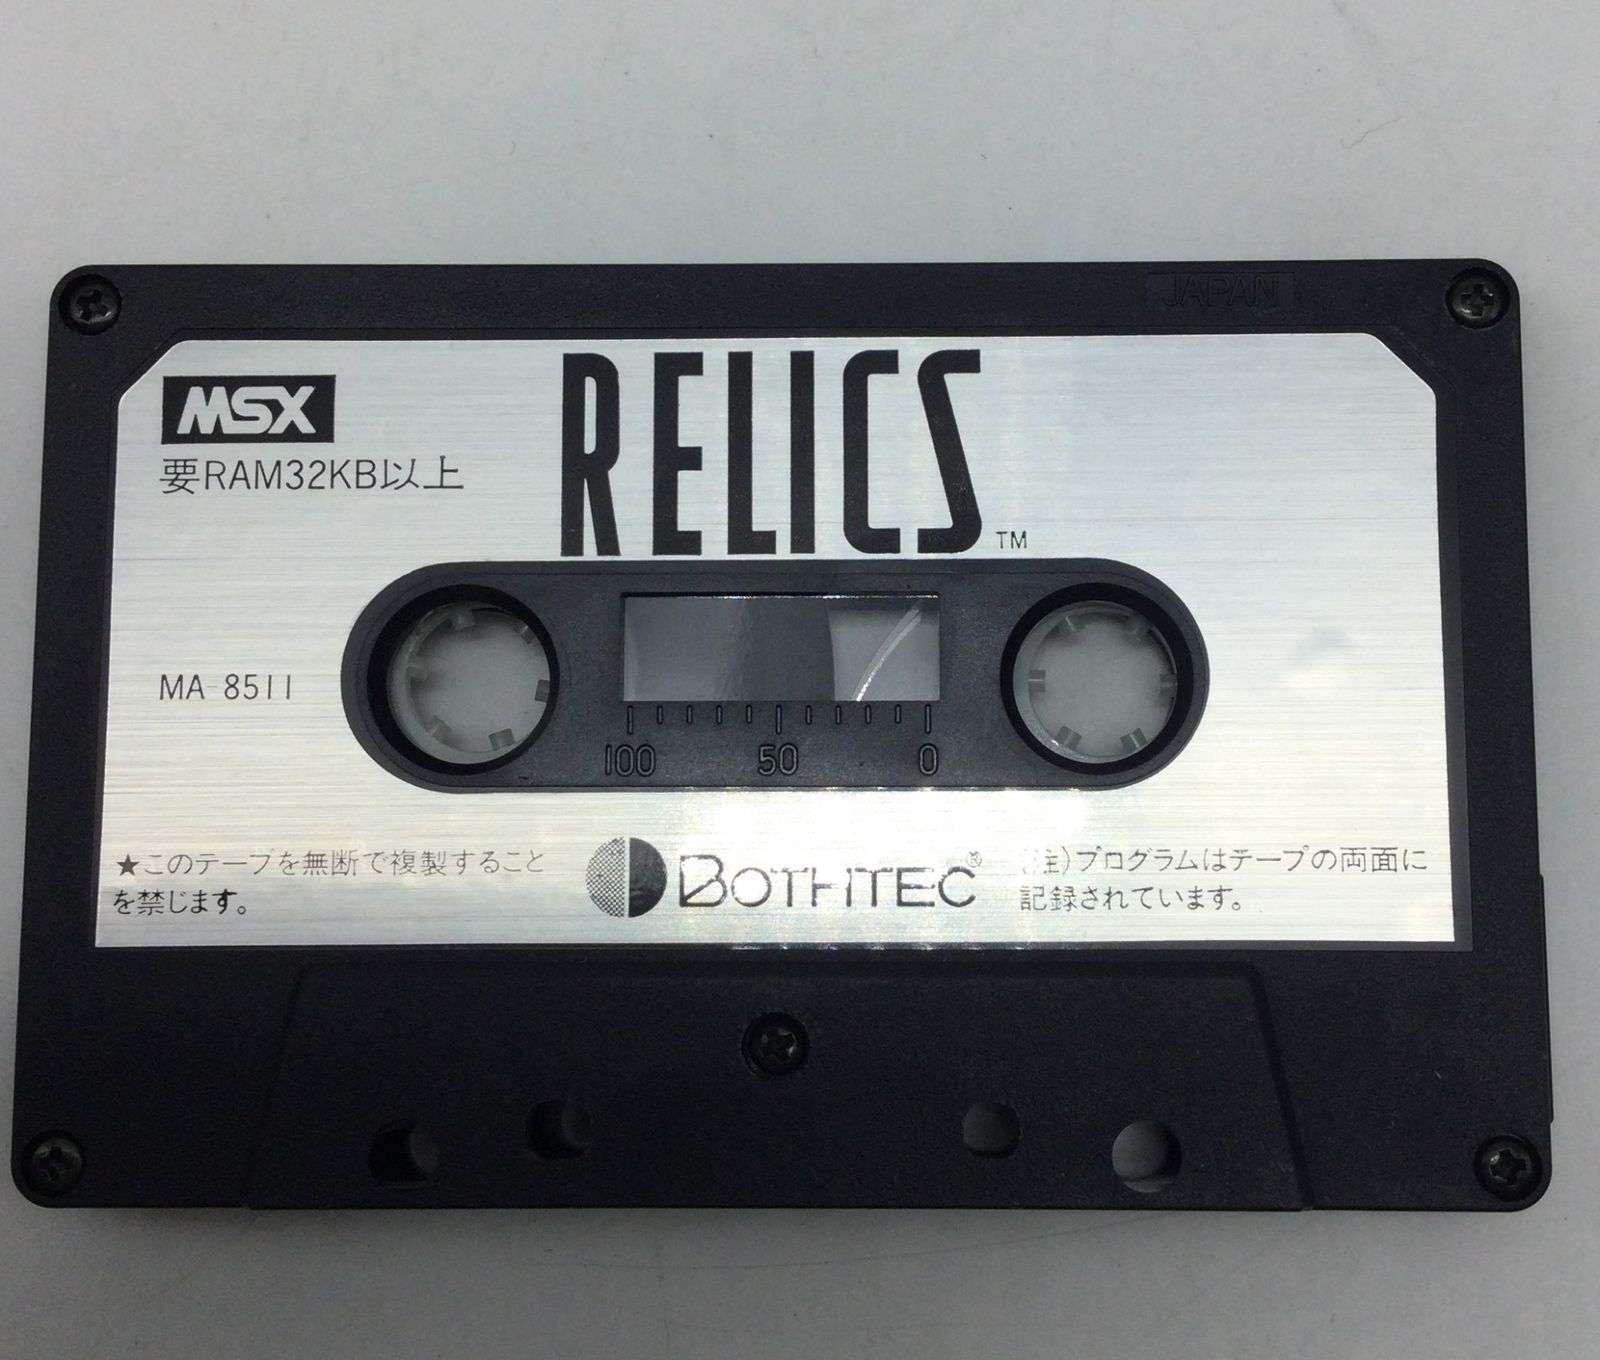 JAPAN
MSX
要RAM32KB以上
RELICS
TM
MA-8511
100 50 0
★このテープを無断で複製すること
を禁じます。
BOTHTEC®
(注)プログラムはテープの両面に
記録されています。